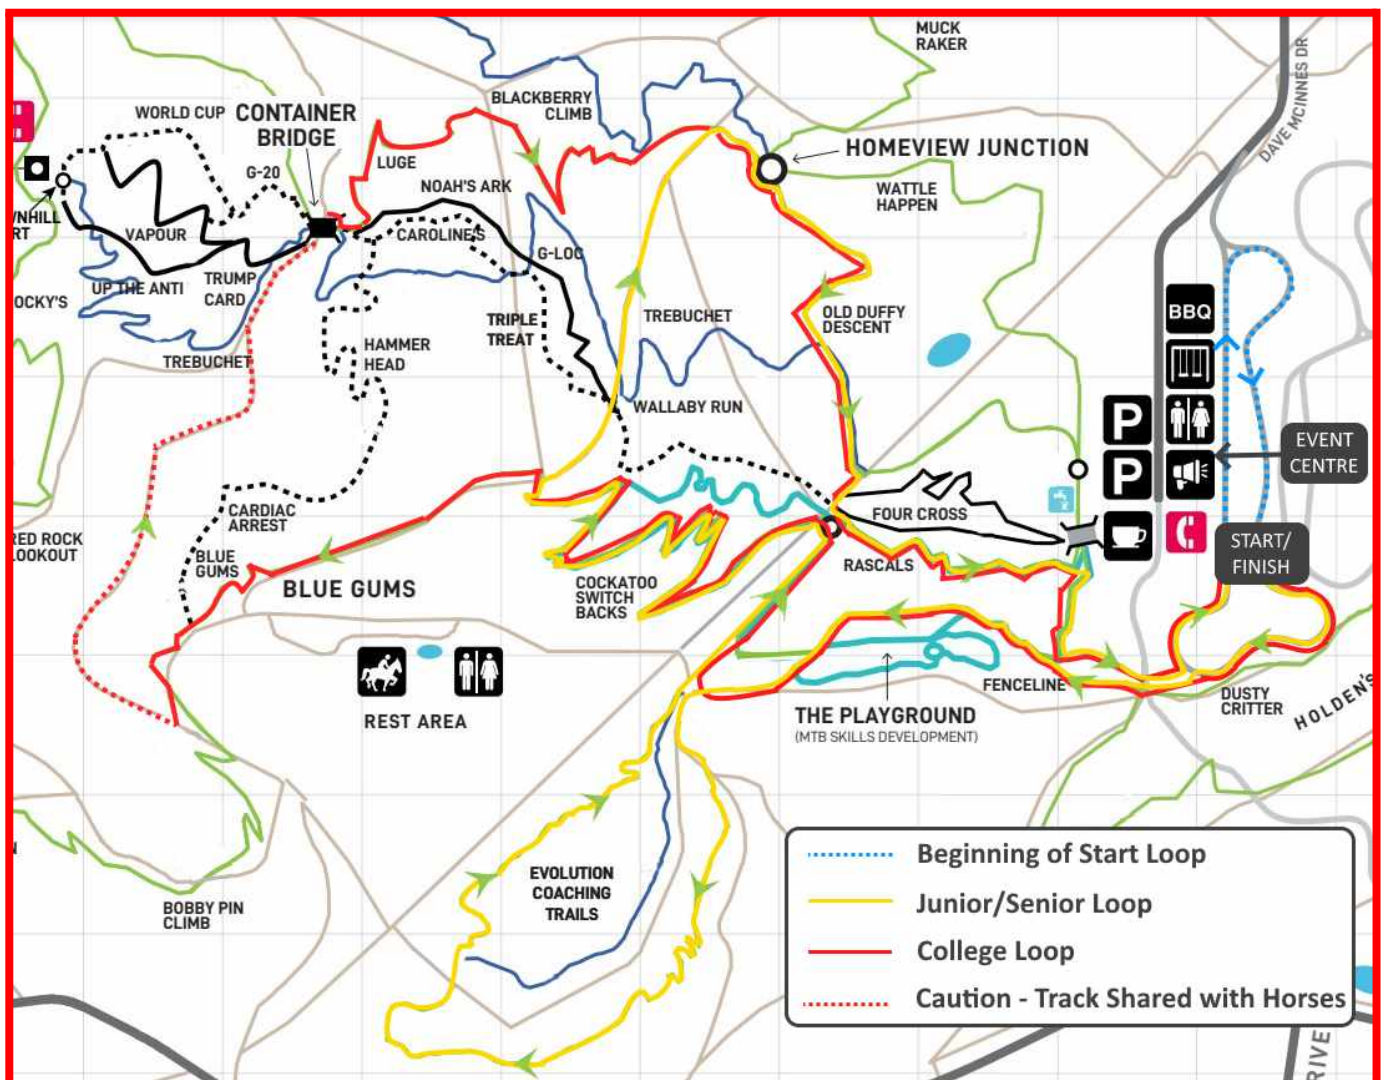 MUCK
RAKER
DAVE MCINNES DR
BLACKBERRY
CLIMB
WORLD CUP
CONTAINER
BRIDGE
HOMEVIEW JUNCTION
LUGE
G-20
NOAH'S ARK
WATTLE
HAPPEN
VAPOUR
CAROLINE'S
G-LOC
UP THE ANTI
TRUMP
CARD
BBQ
OLD DUFFY
DESCENT
TREBUCHET
TRIPLE
TREAT
HAMMER
HEAD
TREBUCHET
WALLABY RUN
P
EVENT
CENTRE
P
CARDIAC
ARREST
FOUR CROSS
RED ROCK
LOOKOUT
START/
FINISH
BLUE
GUMS
RASCALS
BLUE GUMS
COCKATOO
SWITCH
BACKS
FENCELINE
DUSTY
CRITTER
HOLDEN'S
REST AREA
THE PLAYGROUND
(MTB SKILLS DEVELOPMENT)
EVOLUTION
COACHING
TRAILS
BOBBY PIN
CLIMB
Beginning of Start Loop
Junior/Senior Loop
College Loop
Caution - Track Shared with Horses